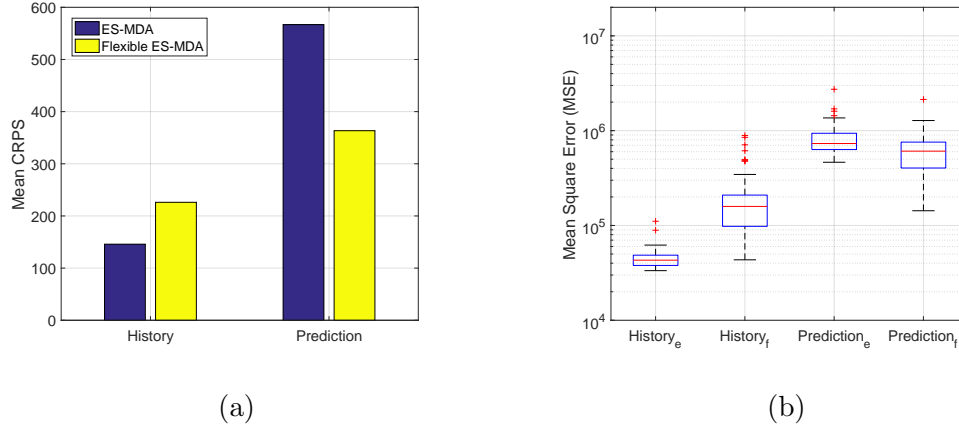 600
500
400
300
200
100
0
Mean CRPS
ES-MDA
Flexible ES-MDA
History
Prediction
(a)
10^7
10^6
10^5
10^4
Mean Square Error (MSE)
History_e
History_f
Prediction_e
Prediction_f
(b)